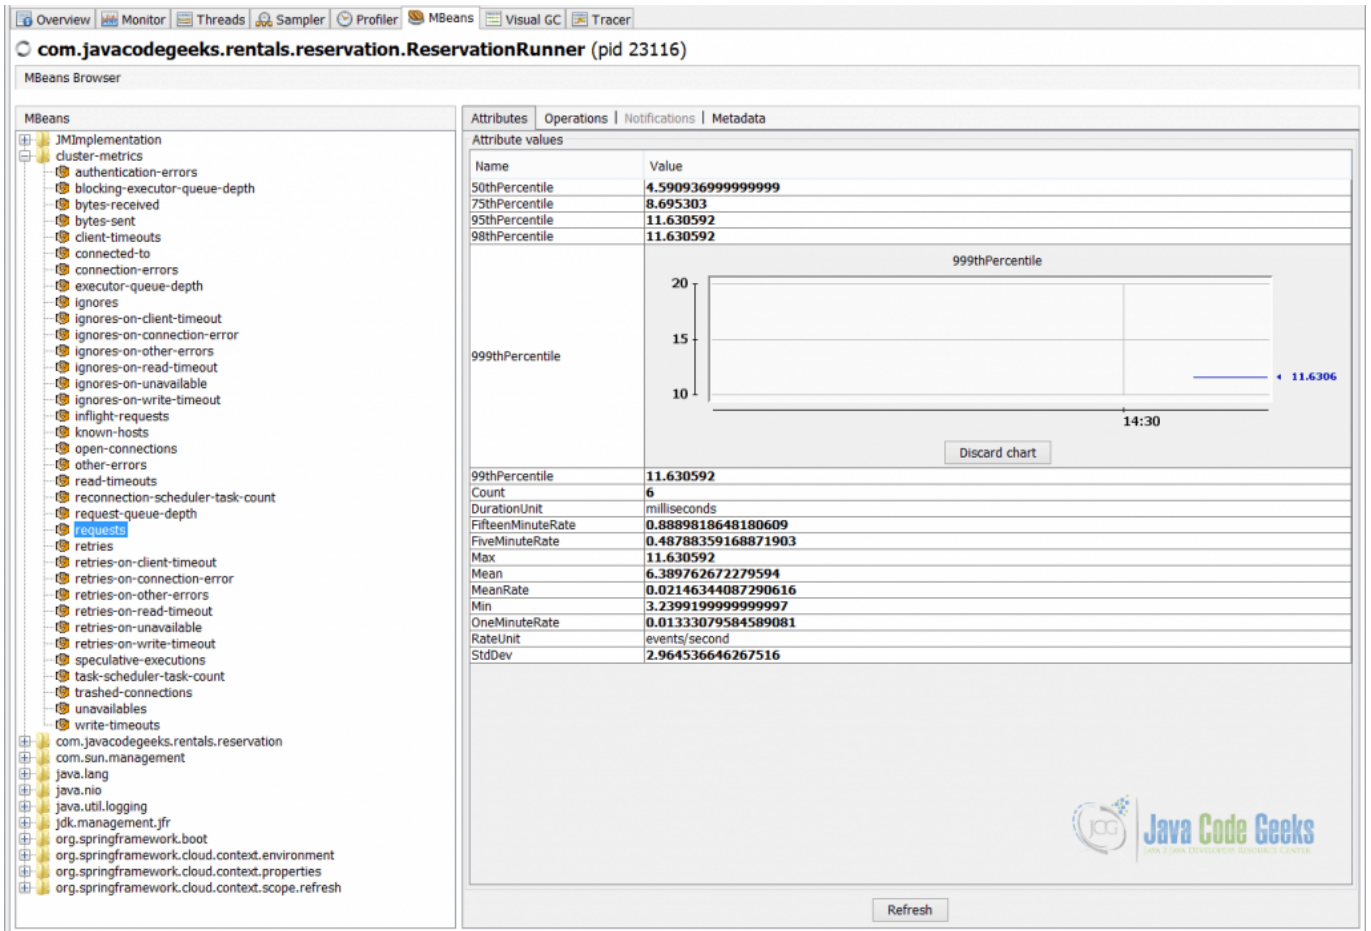 Overview Monitor Threads Sampler Profiler MBeans Visual GC Tracer
com.javacodegeeks.rentals.reservation.ReservationRunner (pid 23116)
MBeans Browser
MBeans
JMImplementation
cluster-metrics
authentication-errors
blocking-executor-queue-depth
bytes-received
bytes-sent
client-timeouts
connected-to
connection-errors
executor-queue-depth
ignores
ignores-on-client-timeout
ignores-on-connection-error
ignores-on-other-errors
ignores-on-read-timeout
ignores-on-unavailable
ignores-on-write-timeout
inflight-requests
known-hosts
open-connections
other-errors
read-timeouts
reconnection-scheduler-task-count
request-queue-depth
requests
retries
retries-on-client-timeout
retries-on-connection-error
retries-on-other-errors
retries-on-read-timeout
retries-on-unavailable
retries-on-write-timeout
speculative-executions
task-scheduler-task-count
trashed-connections
unavailables
write-timeouts
com.javacodegeeks.rentals.reservation
com.sun.management
java.lang
java.nio
java.util.logging
jdk.management.jfr
org.springframework.boot
org.springframework.cloud.context.environment
org.springframework.cloud.context.properties
org.springframework.cloud.context.scope.refresh
Attributes Operations Notifications Metadata
Attribute values
Name Value
50thPercentile 4.590936999999999
75thPercentile 8.695303
95thPercentile 11.630592
98thPercentile 11.630592
999thPercentile
999thPercentile
20
15
10
11.6306
14:30
Discard chart
99thPercentile 11.630592
Count 6
DurationUnit milliseconds
FifteenMinuteRate 0.8889818648180609
FiveMinuteRate 0.48788359168871903
Max 11.630592
Mean 6.389762672279594
MeanRate 0.02146344087290616
Min 3.2399199999999997
OneMinuteRate 0.01333079584589081
RateUnit events/second
StdDev 2.964536646267516
JCG Java Code Geeks
JAVA 2 JAVA DEVELOPERS RESOURCE CENTER
Refresh